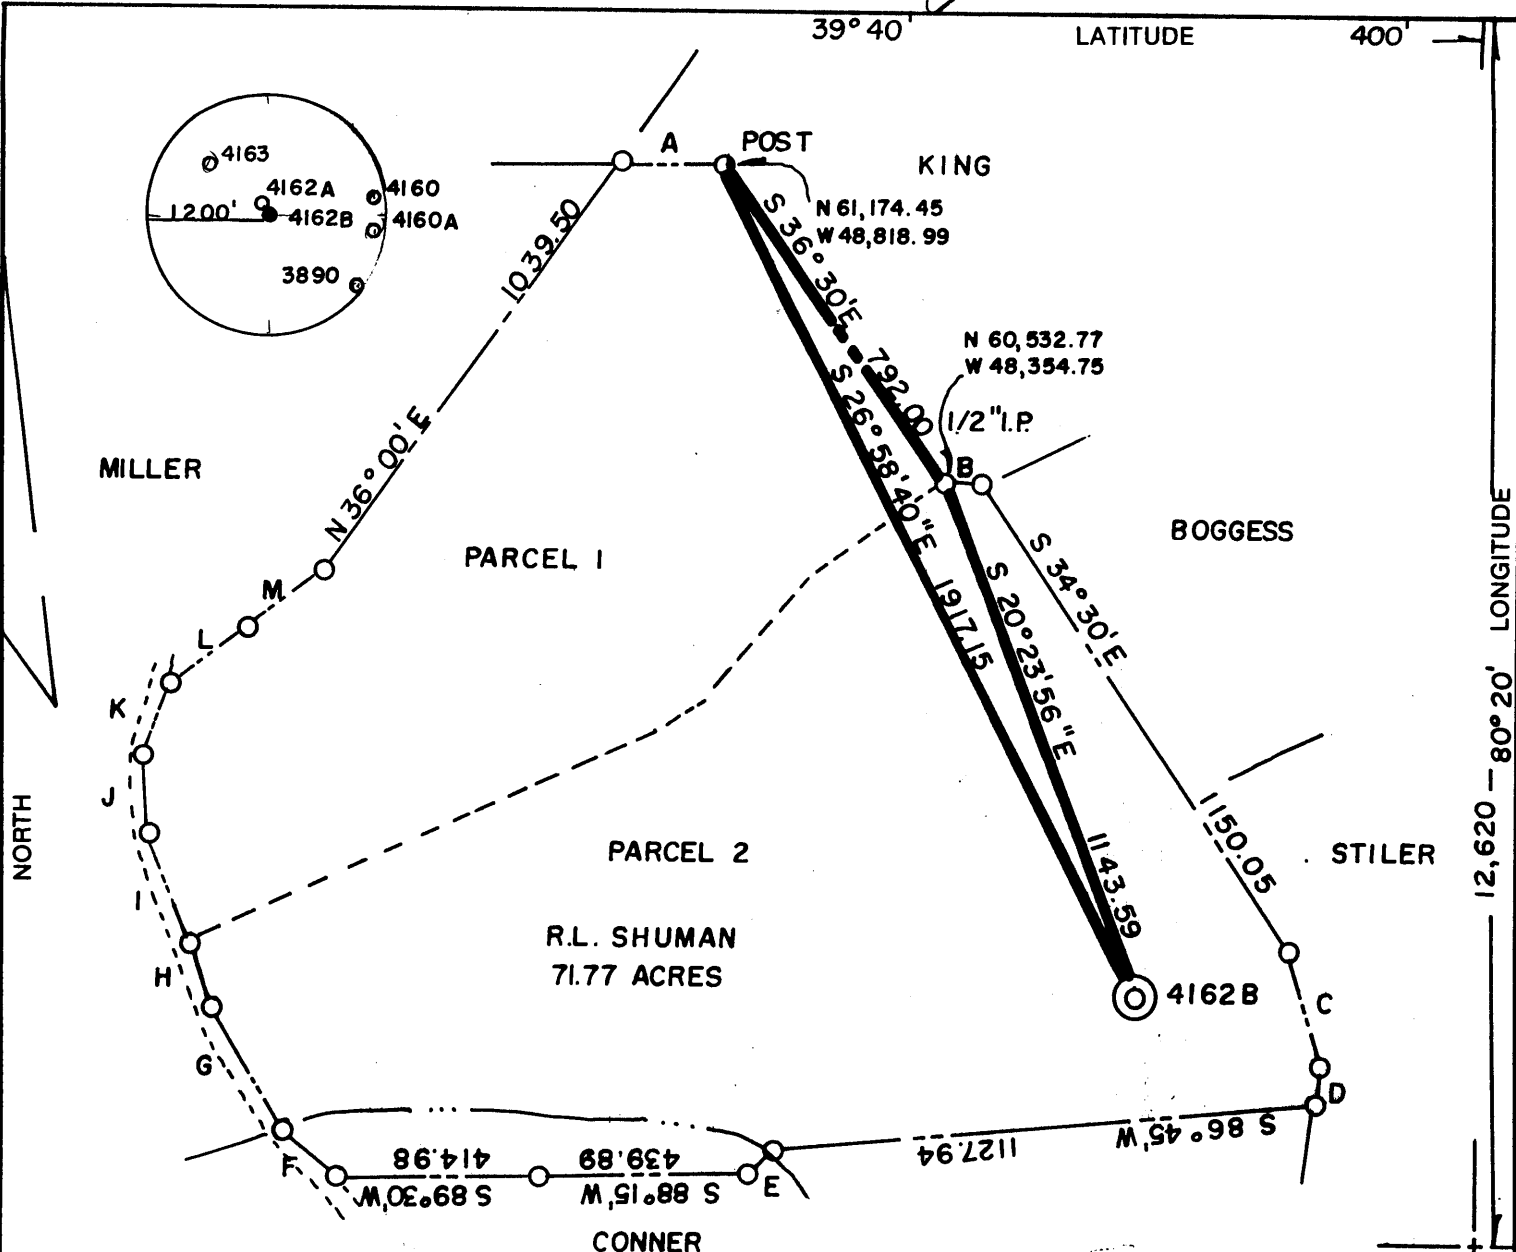 39°40' LATITUDE 400'
4163
4162A
4160
1200'
4162B
4160A
3890
A
POST
KING
N 61,174.45
W 48,818.99
S 36°30'E 792.00
N 36°00'E 1039.50
N 60,532.77
W 48,354.75
1/2" I.P.
B
S 26°58'40"E 1917.15
MILLER
BOGGESS
PARCEL 1
S 34°30'E 1150.05
S 20°23'56"E 1143.59
M
L
K
J
I
H
G
F
NORTH
PARCEL 2
STILER
R.L. SHUMAN
71.77 ACRES
4162B
C
D
S 86°45'W 1127.94
E
S 88°15'W 439.89
S 89°30'W 414.98
CONNER
12,620 — 80°20' LONGITUDE